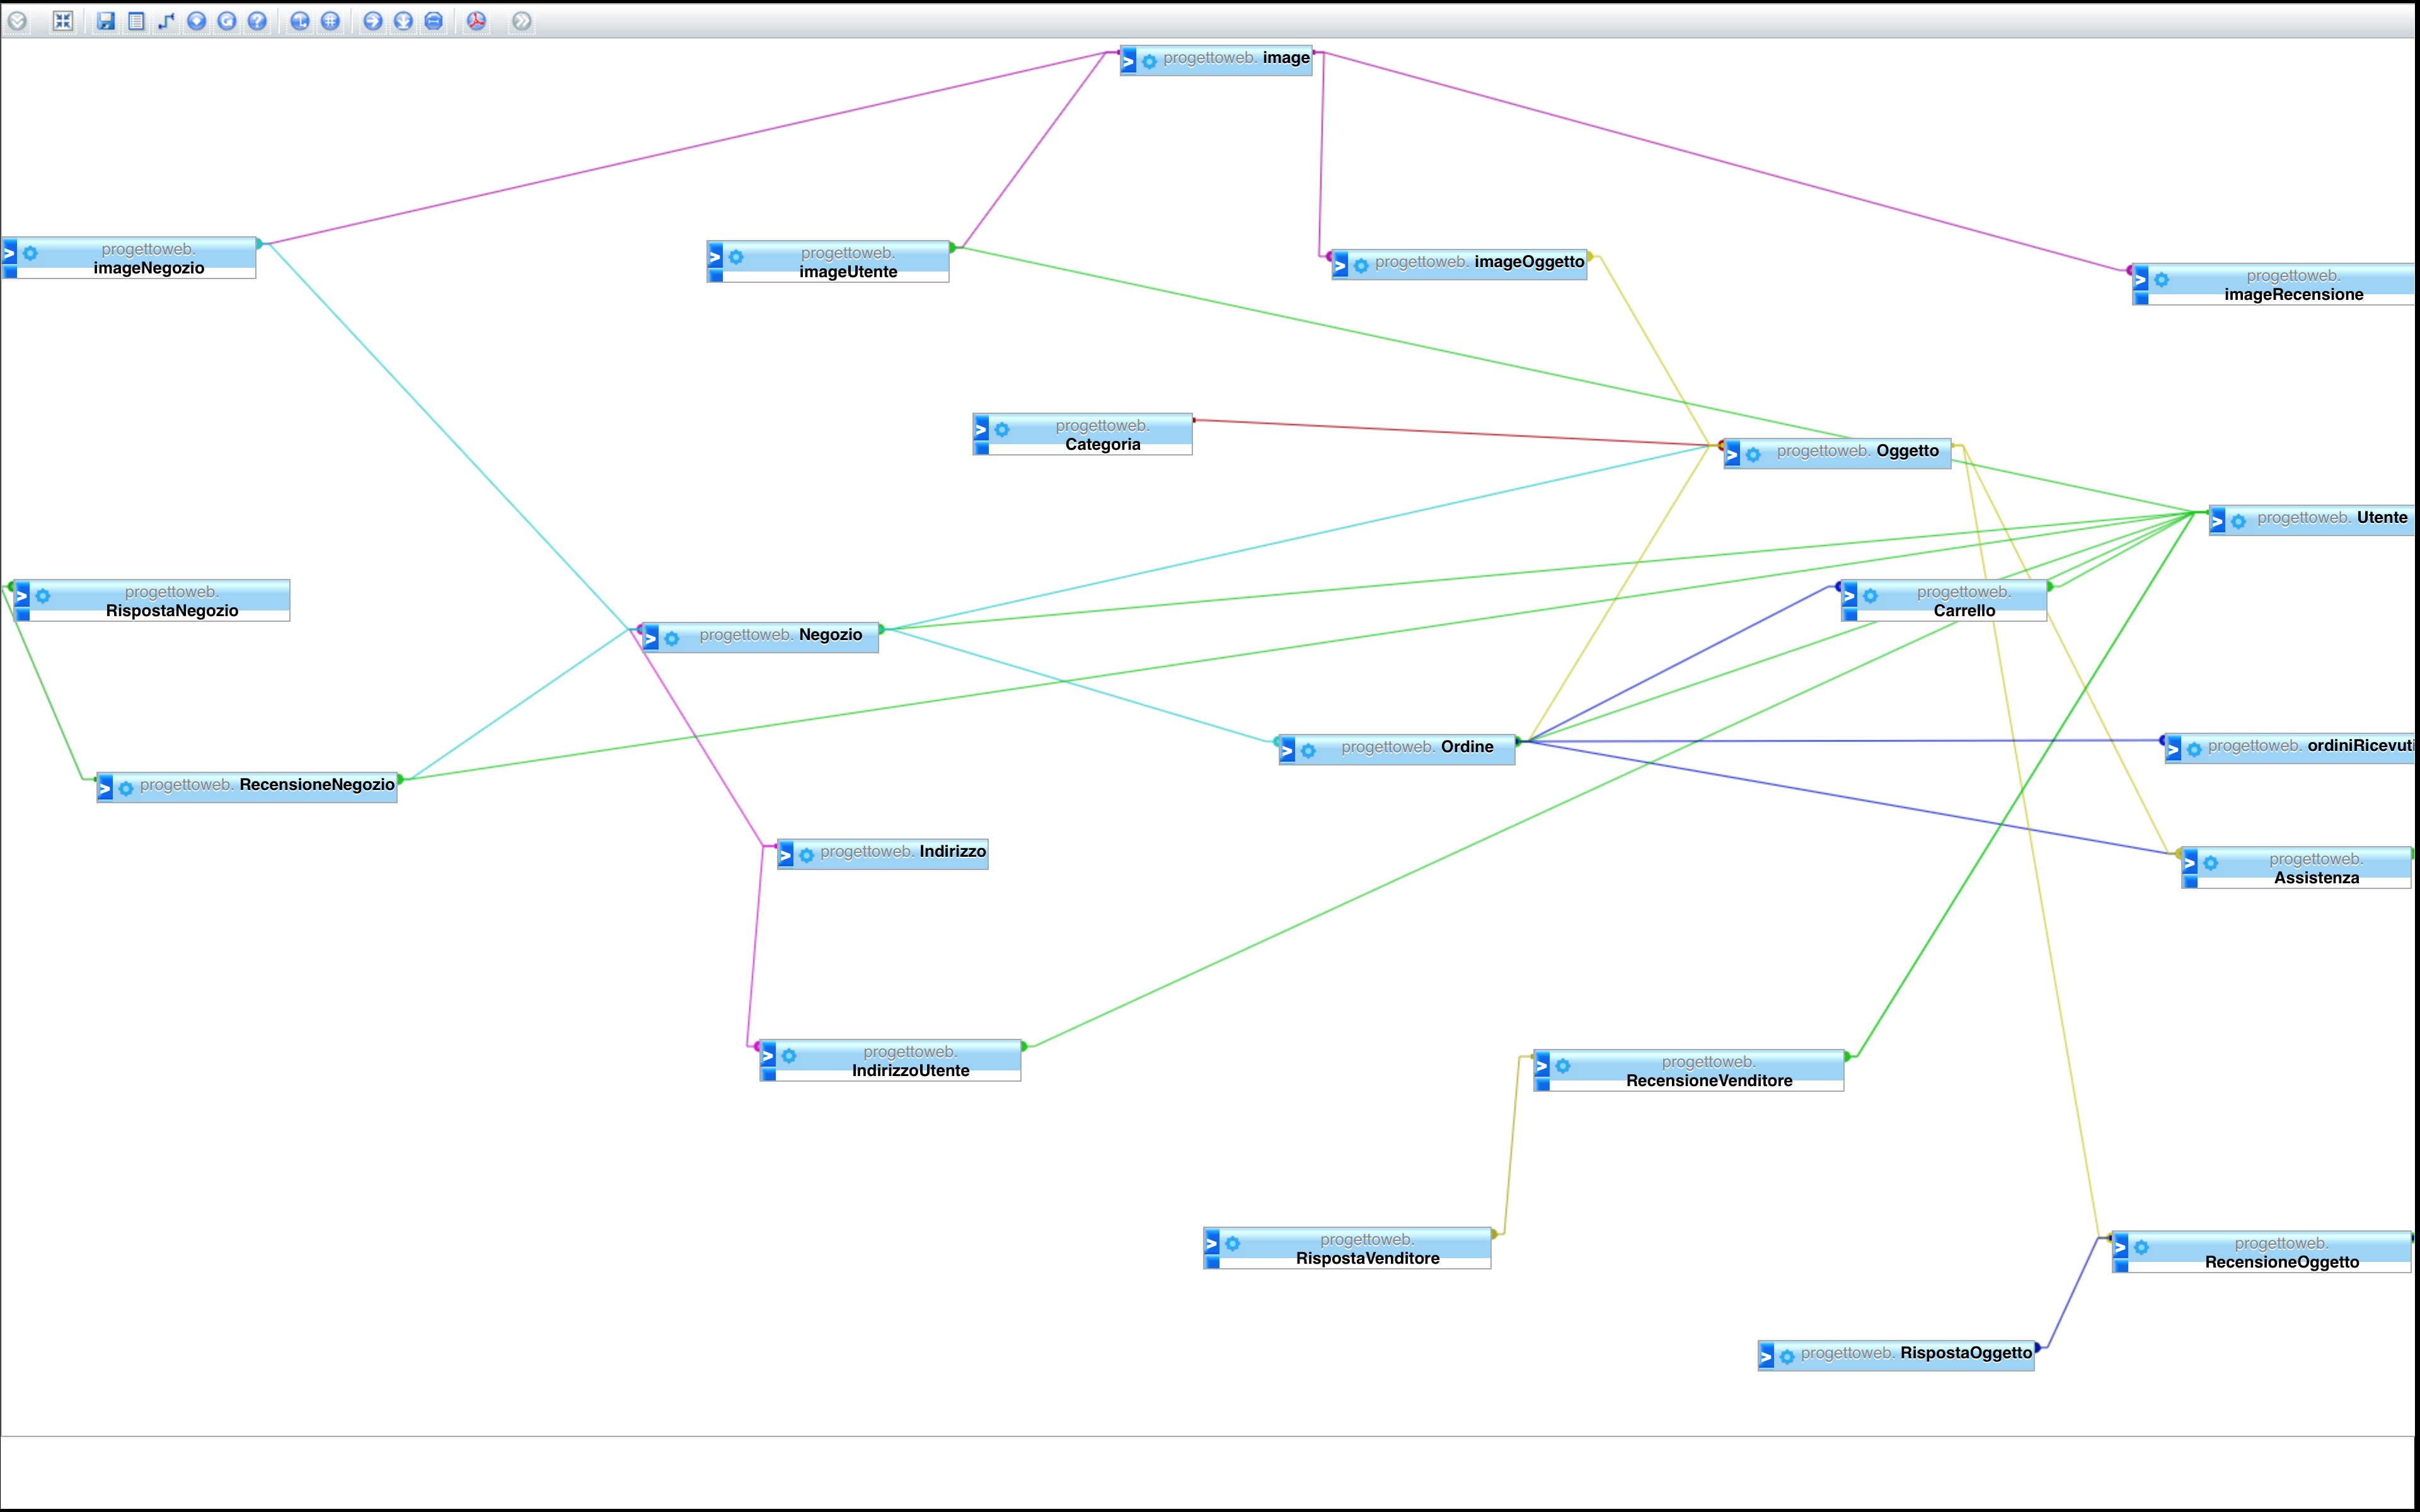 progettoweb. image
progettoweb.
imageNegozio
progettoweb.
imageUtente
progettoweb. imageOggetto
progettoweb.
imageRecensione
progettoweb.
Categoria
progettoweb. Oggetto
progettoweb. Utente
progettoweb.
RispostaNegozio
progettoweb.
Carrello
progettoweb. Negozio
progettoweb. Ordine
progettoweb. ordiniRicevuti
progettoweb. RecensioneNegozio
progettoweb. Indirizzo
progettoweb.
Assistenza
progettoweb.
IndirizzoUtente
progettoweb.
RecensioneVenditore
progettoweb.
RispostaVenditore
progettoweb.
RecensioneOggetto
progettoweb. RispostaOggetto